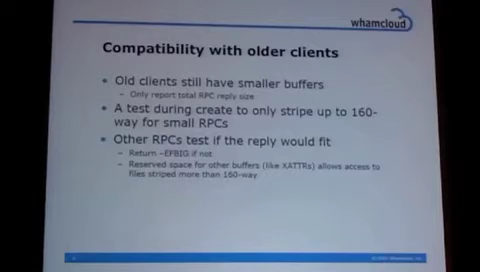 whamcloud
Compatibility with older clients
• Old clients still have smaller buffers
– Only report total RPC reply size
• A test during create to only stripe up to 160-
way for small RPCs
• Other RPCs test if the reply would fit
– Return -EFBIG if not
– Reserved space for other buffers (like XATTRs) allows access to
files striped more than 160-way
Whamcloud, Inc.